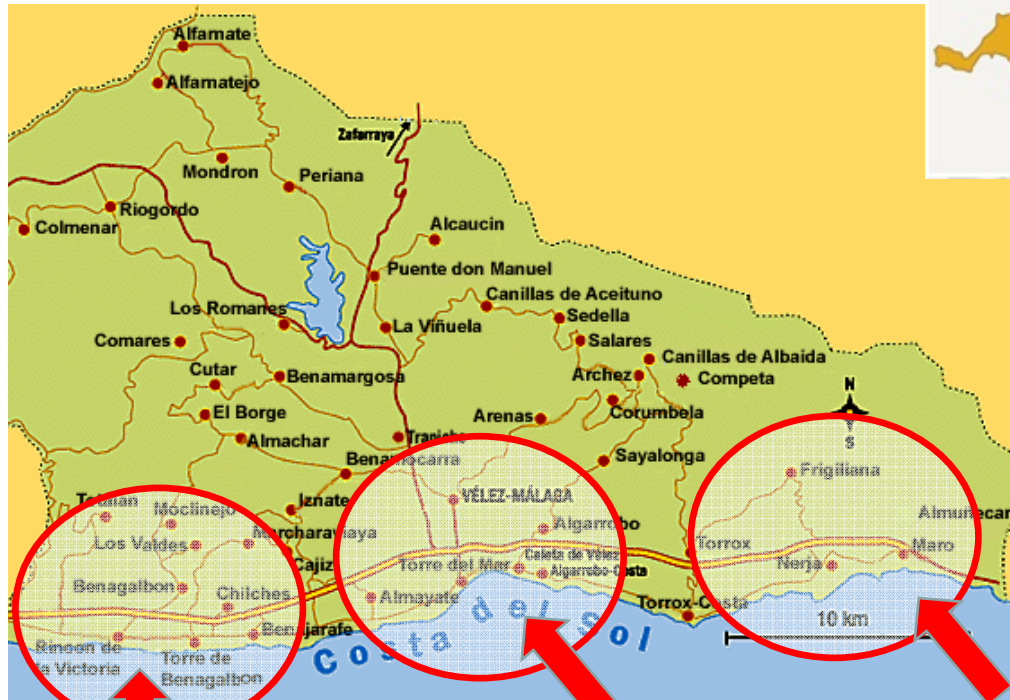 Alfarnate
Alfarnatejo
Zafarraya
Mondron
Periana
Riogordo
Colmenar
Alcaucin
Puente don Manuel
Canillas de Aceituno
Los Romanes
Sedella
La Viñuela
Comares
Salares
Canillas de Albaida
Cutar
Benamargosa
Archez
Competa
N
El Borge
Arenas
Corumbela
Almachar
S
Benamocarra
Sayalonga
Frigiliana
VÉLEZ-MÁLAGA
Iznate
Moclinejo
Almuñecar
Algarrobo
Los Valdes
Torrox
Maro
Caleta de Vélez
Cajiz
Torre del Mar
Algarrobo-Costa
Nerja
Benagalbon
Chilches
Almayate
Torrox-Costa
10 km
Benajarafe
Rincon de
la Victoria
Torre de
Benagalbon
Costa del Sol